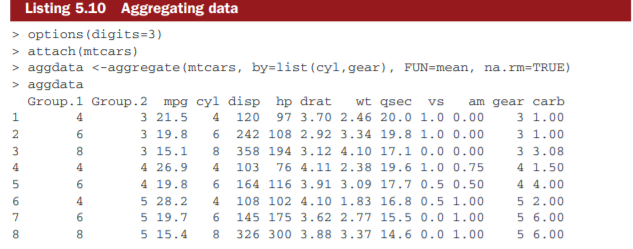 Listing 5.10 Aggregating data
> options(digits=3)
> attach(mtcars)
> aggdata <-aggregate(mtcars, by=list(cyl,gear), FUN=mean, na.rm=TRUE)
> aggdata
  Group.1 Group.2  mpg cyl disp  hp drat   wt qsec  vs   am gear carb
1       4       3 21.5   4  120  97 3.70 2.46 20.0 1.0 0.00    3 1.00
2       6       3 19.8   6  242 108 2.92 3.34 19.8 1.0 0.00    3 1.00
3       8       3 15.1   8  358 194 3.12 4.10 17.1 0.0 0.00    3 3.08
4       4       4 26.9   4  103  76 4.11 2.38 19.6 1.0 0.75    4 1.50
5       6       4 19.8   6  164 116 3.91 3.09 17.7 0.5 0.50    4 4.00
6       4       5 28.2   4  108 102 4.10 1.83 16.8 0.5 1.00    5 2.00
7       6       5 19.7   6  145 175 3.62 2.77 15.5 0.0 1.00    5 6.00
8       8       5 15.4   8  326 300 3.88 3.37 14.6 0.0 1.00    5 6.00